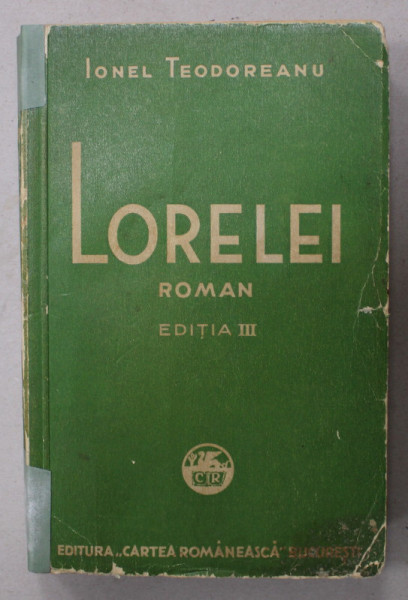 IONEL TEODOREANU
LORELEI
ROMAN
EDIȚIA III
CR
EDITURA „CARTEA ROMÂNEASCĂ” BUCUREȘTI